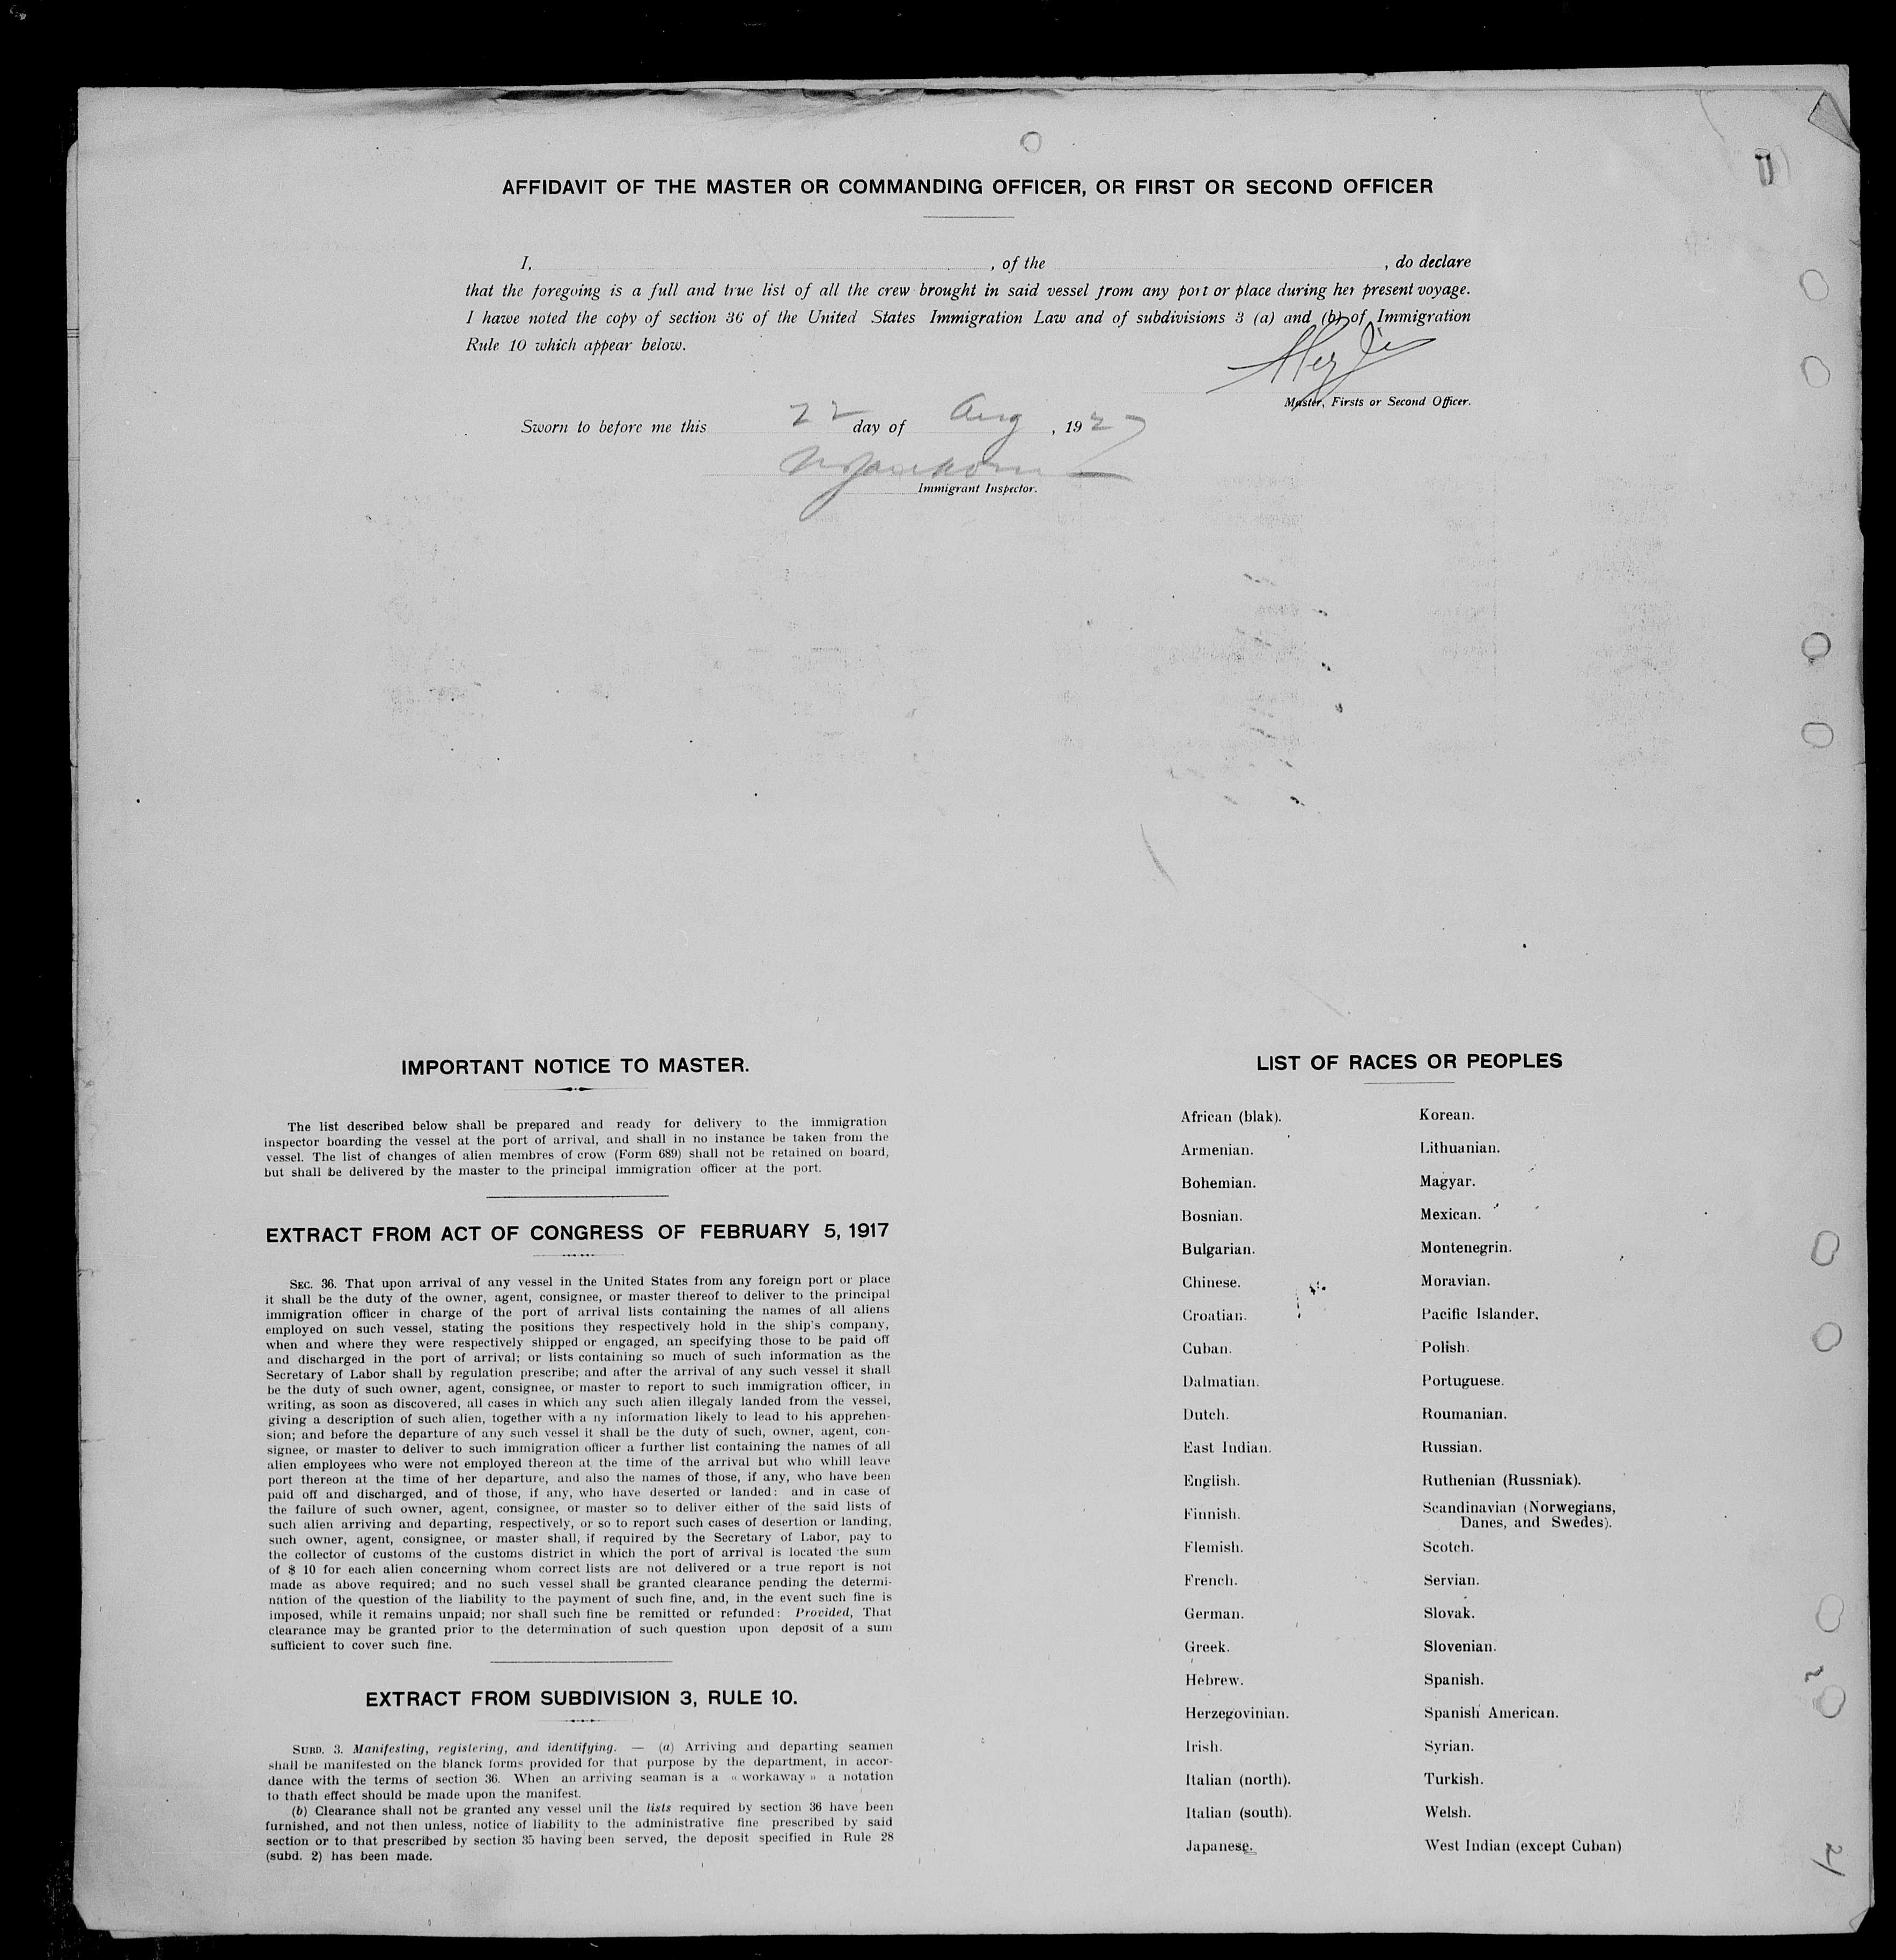 AFFIDAVIT OF THE MASTER OR COMMANDING OFFICER, OR FIRST OR SECOND OFFICER
I, , of the , do declare
that the foregoing is a full and true list of all the crew brought in said vessel from any port or place during her present voyage.
I hawe noted the copy of section 36 of the United States Immigration Law and of subdivisions 3 (a) and (b) of Immigration
Rule 10 which appear below.
Master, Firsts or Second Officer.
Sworn to before me this 22 day of Aug , 1927
Immigrant Inspector.
IMPORTANT NOTICE TO MASTER.
The list described below shall be prepared and ready for delivery to the immigration
inspector boarding the vessel at the port of arrival, and shall in no instance be taken from the
vessel. The list of changes of alien membres of crow (Form 689) shall not be retained on board,
but shall be delivered by the master to the principal immigration officer at the port.
EXTRACT FROM ACT OF CONGRESS OF FEBRUARY 5, 1917
SEC. 36. That upon arrival of any vessel in the United States from any foreign port or place
it shall be the duty of the owner, agent, consignee, or master thereof to deliver to the principal
immigration officer in charge of the port of arrival lists containing the names of all aliens
employed on such vessel, stating the positions they respectively hold in the ship's company,
when and where they were respectively shipped or engaged, an specifying those to be paid off
and discharged in the port of arrival; or lists containing so much of such information as the
Secretary of Labor shall by regulation prescribe; and after the arrival of any such vessel it shall
be the duty of such owner, agent, consignee, or master to report to such immigration officer, in
writing, as soon as discovered, all cases in which any such alien illegaly landed from the vessel,
giving a description of such alien, together with a ny information likely to lead to his apprehen-
sion; and before the departure of any such vessel it shall be the duty of such, owner, agent, con-
signee, or master to deliver to such immigration officer a further list containing the names of all
alien employees who were not employed thereon at the time of the arrival but who whill leave
port thereon at the time of her departure, and also the names of those, if any, who have been
paid off and discharged, and of those, if any, who have deserted or landed: and in case of
the failure of such owner, agent, consignee, or master so to deliver either of the said lists of
such alien arriving and departing, respectively, or so to report such cases of desertion or landing,
such owner, agent, consignee, or master shall, if required by the Secretary of Labor, pay to
the collector of customs of the customs district in which the port of arrival is located the sum
of $ 10 for each alien concerning whom correct lists are not delivered or a true report is not
made as above required; and no such vessel shall be granted clearance pending the determi-
nation of the question of the liability to the payment of such fine, and, in the event such fine is
imposed, while it remains unpaid; nor shall such fine be remitted or refunded: Provided, That
clearance may be granted prior to the determination of such question upon deposit of a sum
sufficient to cover such fine.
EXTRACT FROM SUBDIVISION 3, RULE 10.
SUBD. 3. Manifesting, registering, and identifying. — (a) Arriving and departing seamen
shall be manifested on the blanck forms provided for that purpose by the department, in accor-
dance with the terms of section 36. When an arriving seaman is a « workaway » a notation
to thath effect should be made upon the manifest.
(b) Clearance shall not be granted any vessel unil the lists required by section 36 have been
furnished, and not then unless, notice of liability to the administrative fine prescribed by said
section or to that prescribed by section 35 having been served, the deposit specified in Rule 28
(subd. 2) has been made.
LIST OF RACES OR PEOPLES
African (blak).
Armenian.
Bohemian.
Bosnian.
Bulgarian.
Chinese.
Croatian.
Cuban.
Dalmatian.
Dutch.
East Indian.
English.
Finnish.
Flemish.
French.
German.
Greek.
Hebrew.
Herzegovinian.
Irish.
Italian (north).
Italian (south).
Japanese.
Korean.
Lithuanian.
Magyar.
Mexican.
Montenegrin.
Moravian.
Pacific Islander.
Polish.
Portuguese.
Roumanian.
Russian.
Ruthenian (Russniak).
Scandinavian (Norwegians,
Danes, and Swedes).
Scotch.
Servian.
Slovak.
Slovenian.
Spanish.
Spanish American.
Syrian.
Turkish.
Welsh.
West Indian (except Cuban)